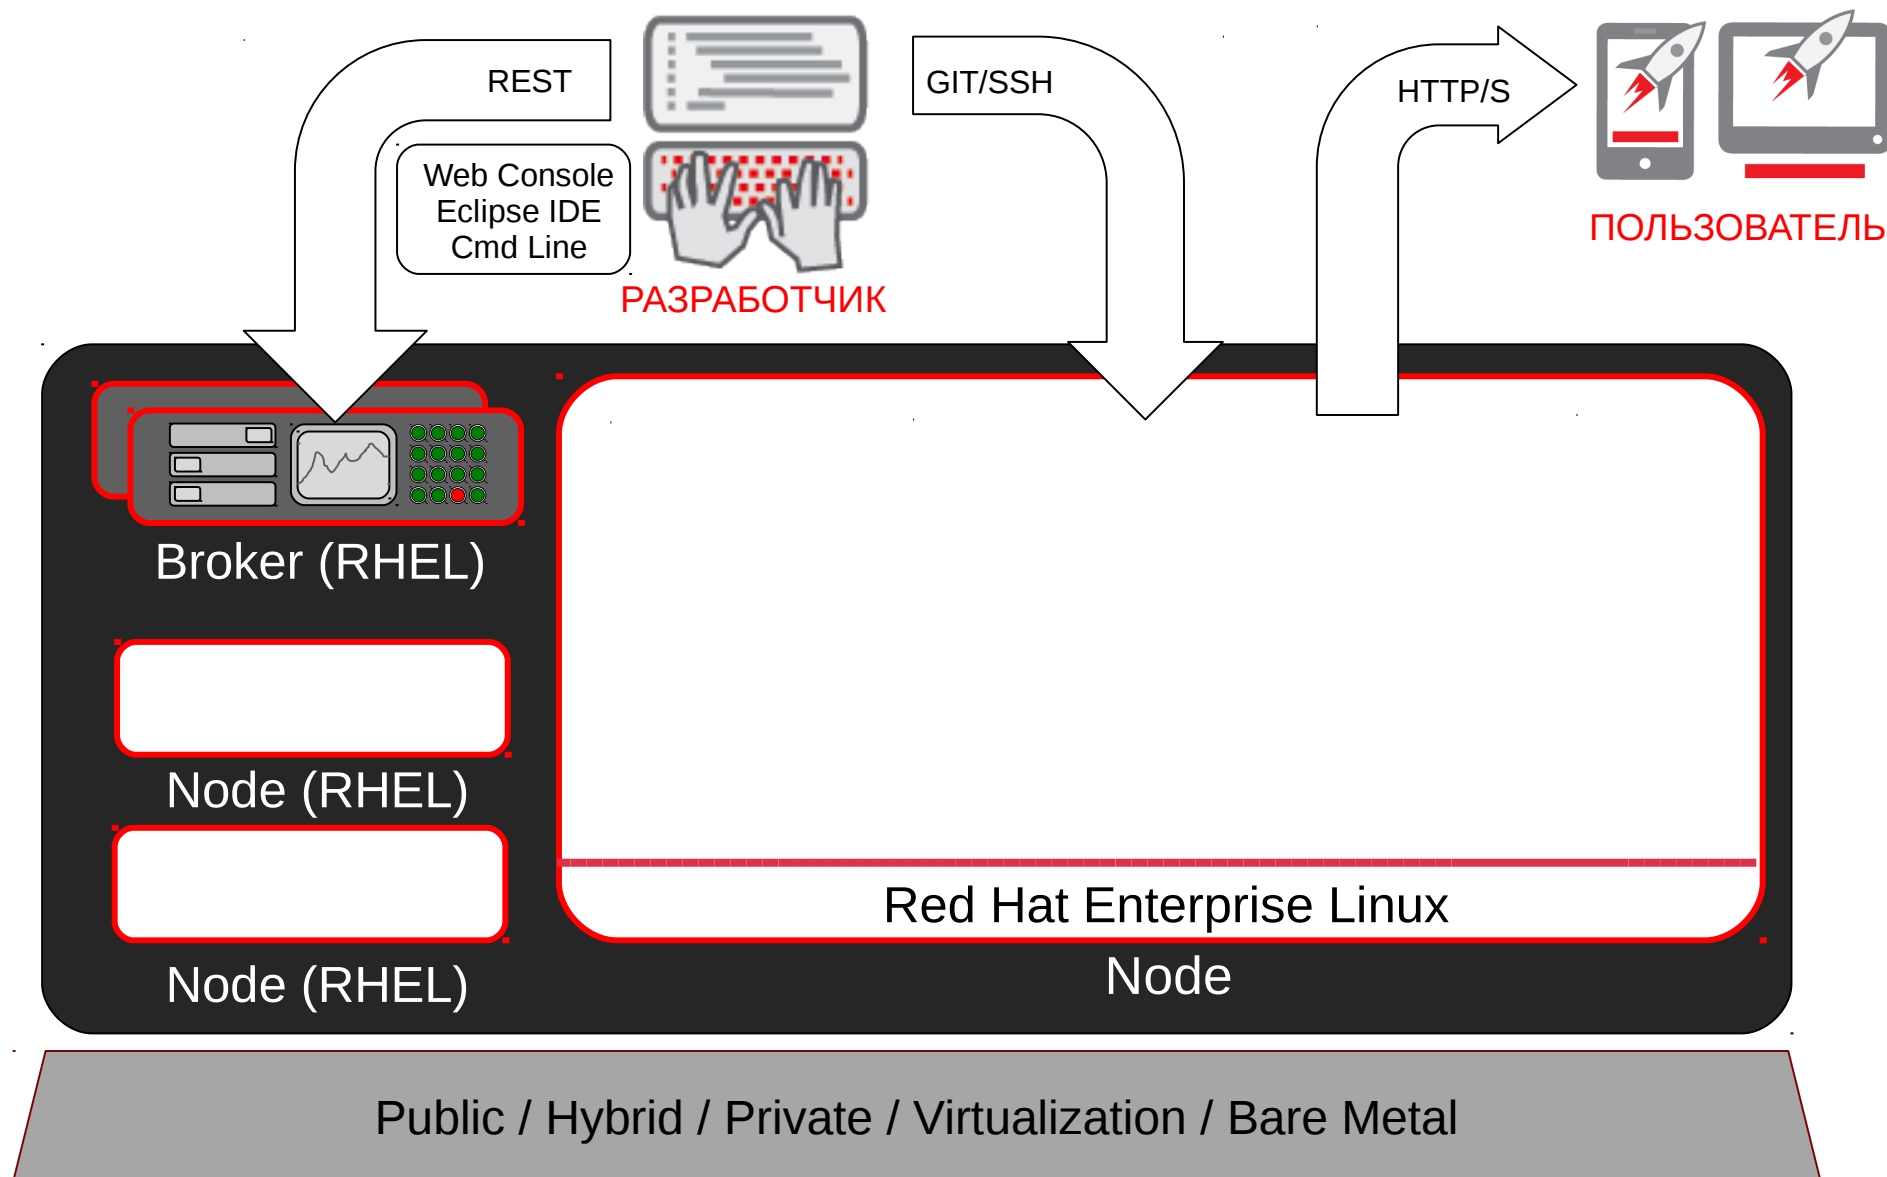 REST
GIT/SSH
HTTP/S
Web Console
Eclipse IDE
Cmd Line
РАЗРАБОТЧИК
ПОЛЬЗОВАТЕЛЬ
Broker (RHEL)
Node (RHEL)
Node (RHEL)
Red Hat Enterprise Linux
Node
Public / Hybrid / Private / Virtualization / Bare Metal